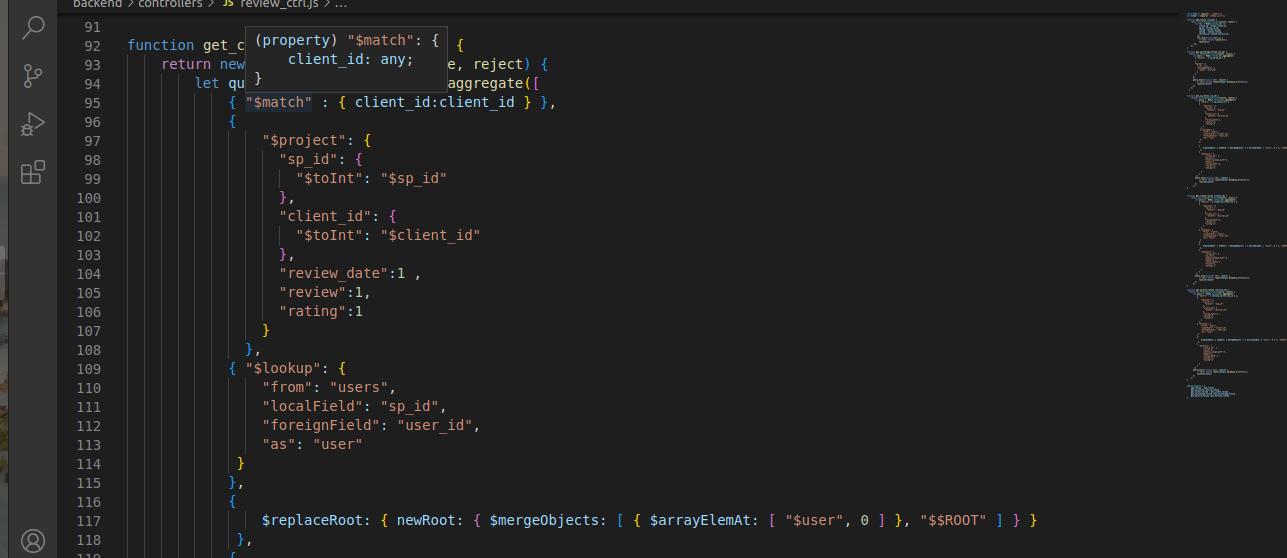 backend > controllers > JS review_ctrl.js > ...
91
92 function get_c {
(property) "$match": {
client_id: any;
}
93 return new e, reject) {
94 let qu aggregate([
95 { "$match" : { client_id:client_id } },
96 {
97 "$project": {
98 "sp_id": {
99 "$toInt": "$sp_id"
100 },
101 "client_id": {
102 "$toInt": "$client_id"
103 },
104 "review_date":1 ,
105 "review":1,
106 "rating":1
107 }
108 },
109 { "$lookup": {
110 "from": "users",
111 "localField": "sp_id",
112 "foreignField": "user_id",
113 "as": "user"
114 }
115 },
116 {
117 $replaceRoot: { newRoot: { $mergeObjects: [ { $arrayElemAt: [ "$user", 0 ] }, "$$ROOT" ] } }
118 },
119 {